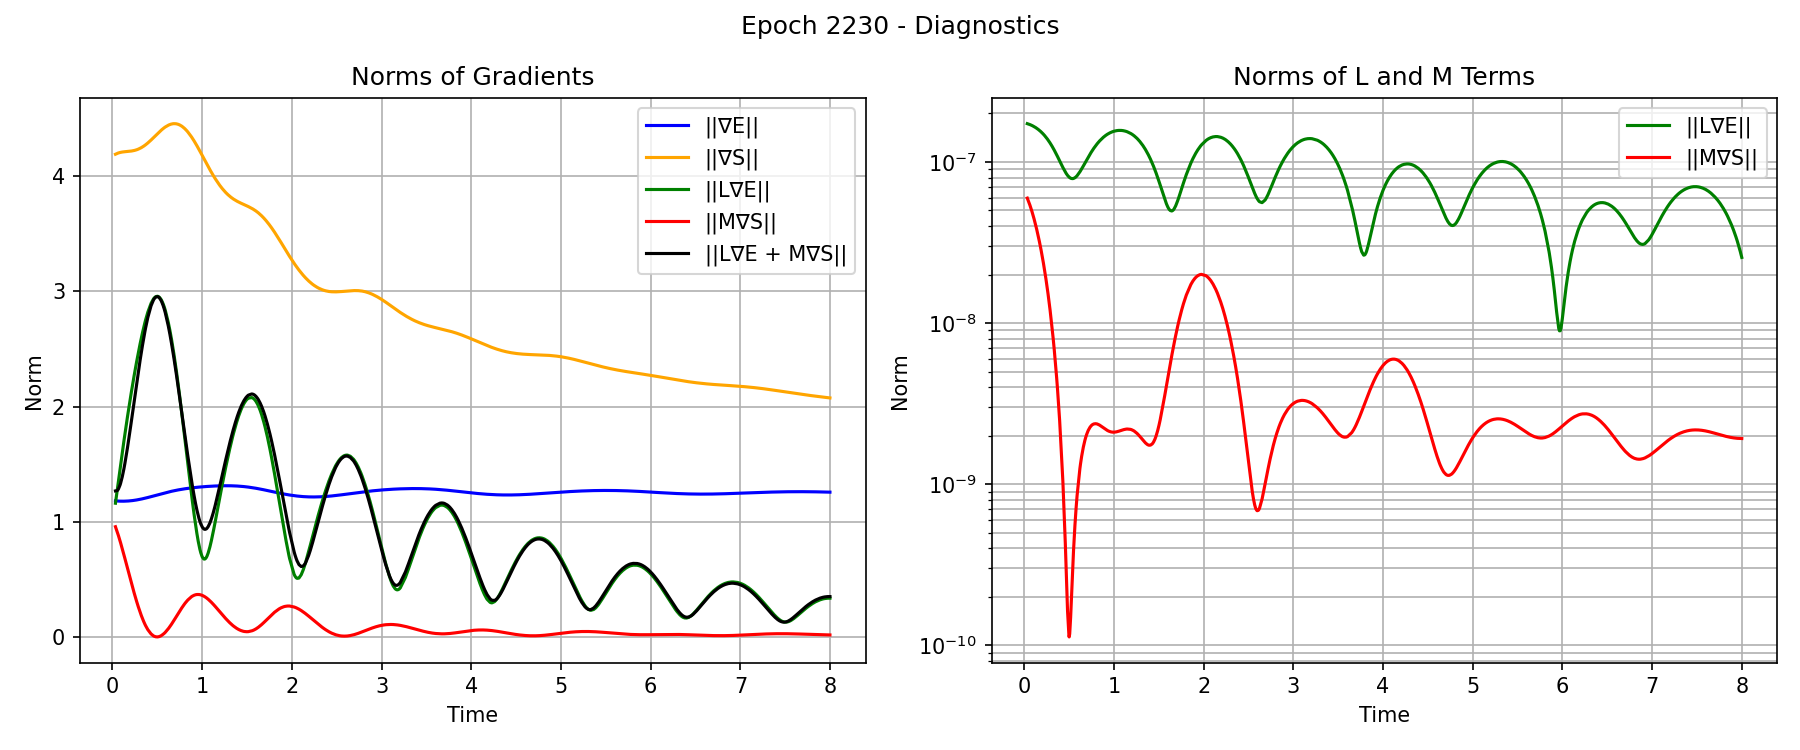 Epoch 2230 - Diagnostics
Norms of Gradients
Norm
4
3
2
1
0
||∇E||
||∇S||
||L∇E||
||M∇S||
||L∇E + M∇S||
0 1 2 3 4 5 6 7 8
Time
Norms of L and M Terms
Norm
10⁻⁷
10⁻⁸
10⁻⁹
10⁻¹⁰
||L∇E||
||M∇S||
0 1 2 3 4 5 6 7 8
Time